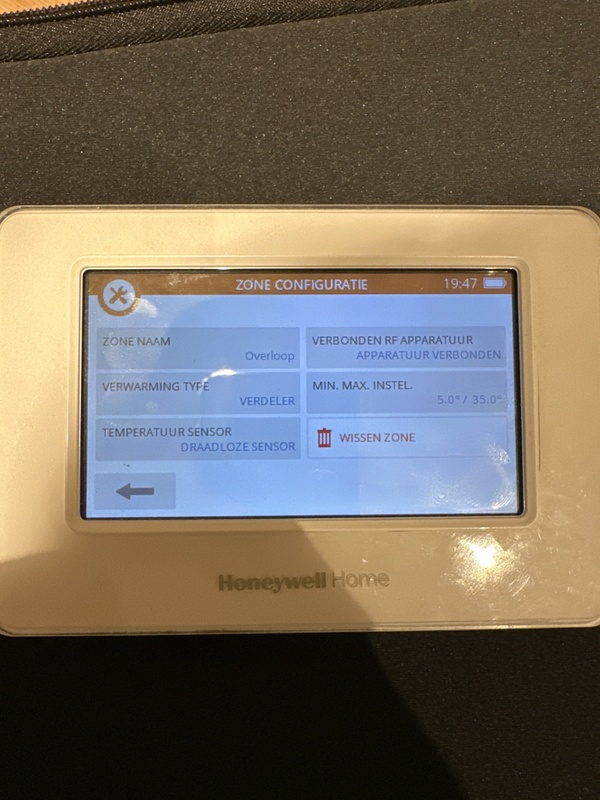 ZONE CONFIGURATIE 19:47
ZONE NAAM
Overloop
VERBONDEN RF APPARATUUR
APPARATUUR VERBONDEN
VERWARMING TYPE
VERDELER
MIN. MAX. INSTEL.
5.0° / 35,0°
TEMPERATUUR SENSOR
DRAADLOZE SENSOR
WISSEN ZONE
Honeywell Home